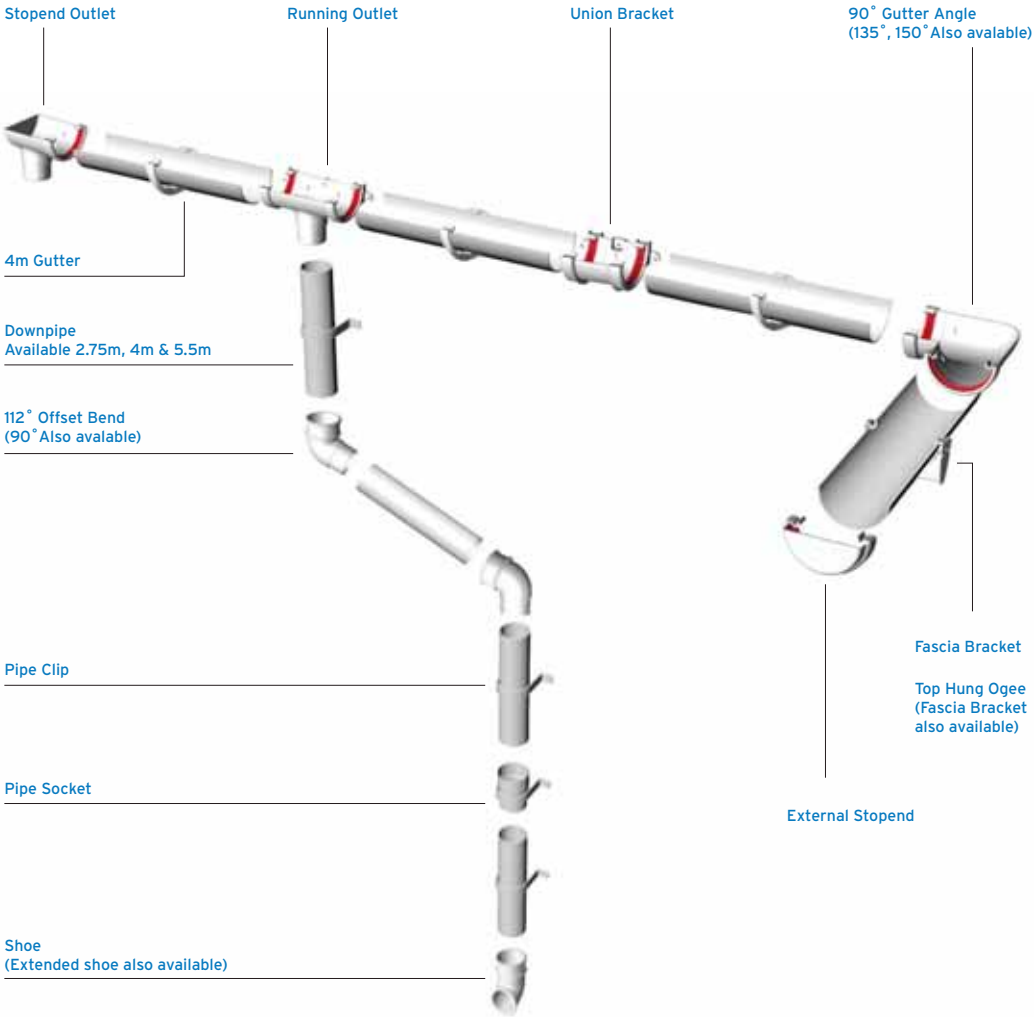 Stopend Outlet
Running Outlet
Union Bracket
90˚ Gutter Angle
(135˚, 150˚Also avalable)
4m Gutter
Downpipe
Available 2.75m, 4m & 5.5m
112˚ Offset Bend
(90˚Also avalable)
Pipe Clip
Pipe Socket
Shoe
(Extended shoe also available)
Fascia Bracket
Top Hung Ogee
(Fascia Bracket
also available)
External Stopend